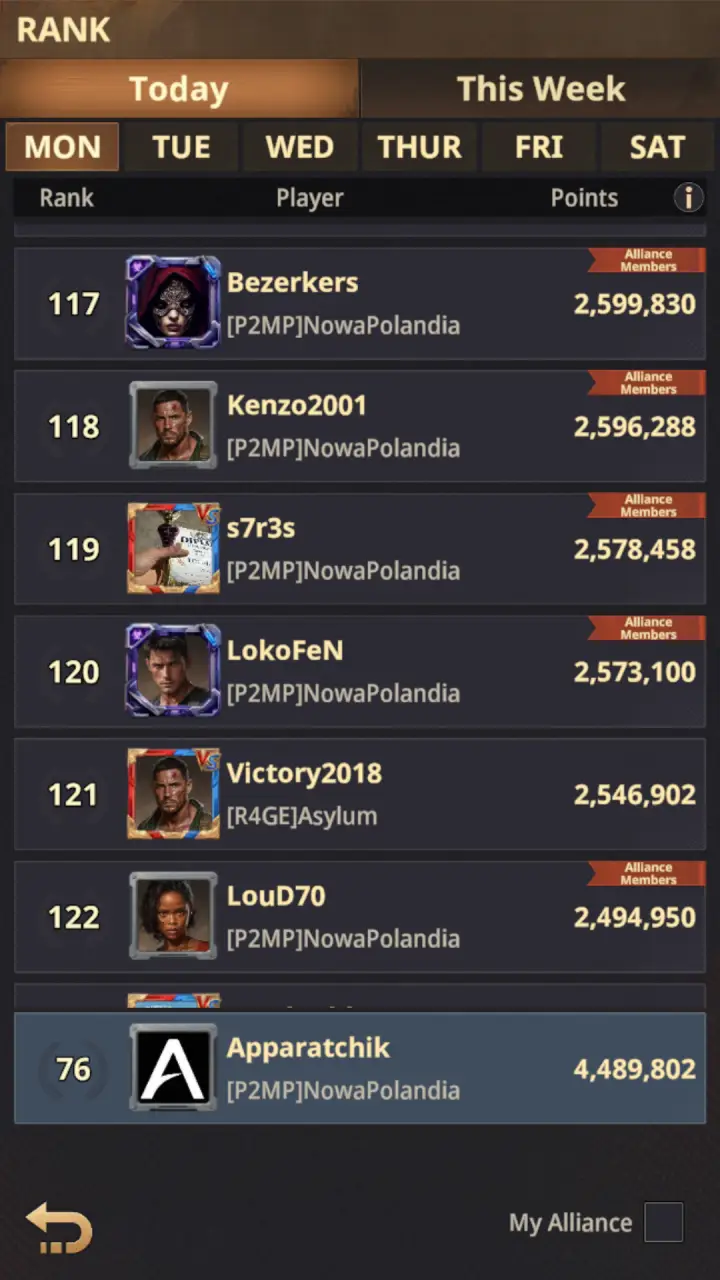 RANK
Today
This Week
MON
TUE
WED
THUR
FRI
SAT
Rank
Player
Points
i
117
Bezerkers
[P2MP]NowaPolandia
Alliance
Members
2,599,830
118
Kenzo2001
[P2MP]NowaPolandia
Alliance
Members
2,596,288
119
VS
s7r3s
[P2MP]NowaPolandia
Alliance
Members
2,578,458
120
LokoFeN
[P2MP]NowaPolandia
Alliance
Members
2,573,100
121
VS
Victory2018
[R4GE]Asylum
2,546,902
122
LouD70
[P2MP]NowaPolandia
Alliance
Members
2,494,950
VS
76
A
Apparatchik
[P2MP]NowaPolandia
4,489,802
My Alliance